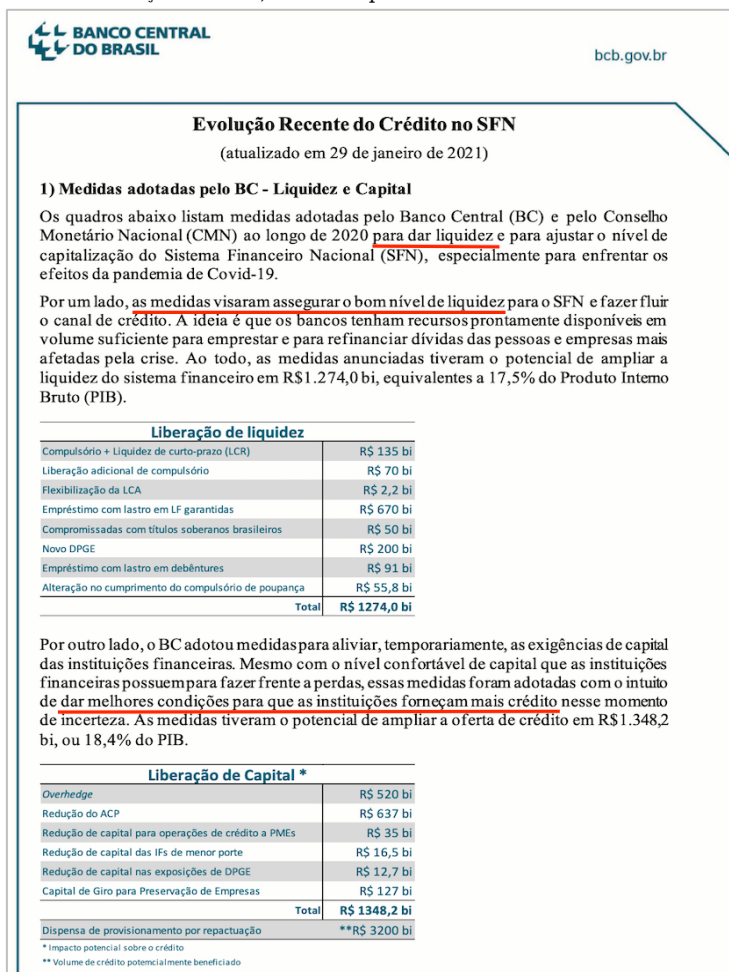 BANCO CENTRAL
DO BRASIL
bcb.gov.br
Evolução Recente do Crédito no SFN
(atualizado em 29 de janeiro de 2021)
1) Medidas adotadas pelo BC - Liquidez e Capital
Os quadros abaixo listam medidas adotadas pelo Banco Central (BC) e pelo Conselho
Monetário Nacional (CMN) ao longo de 2020 para dar liquidez e para ajustar o nível de
capitalização do Sistema Financeiro Nacional (SFN), especialmente para enfrentar os
efeitos da pandemia de Covid-19.
Por um lado, as medidas visaram assegurar o bom nível de liquidez para o SFN e fazer fluir
o canal de crédito. A ideia é que os bancos tenham recursos prontamente disponíveis em
volume suficiente para emprestar e para refinanciar dívidas das pessoas e empresas mais
afetadas pela crise. Ao todo, as medidas anunciadas tiveram o potencial de ampliar a
liquidez do sistema financeiro em R$1.274,0 bi, equivalentes a 17,5% do Produto Interno
Bruto (PIB).
Liberação de liquidez
Compulsório + Liquidez de curto-prazo (LCR) R$ 135 bi
Liberação adicional de compulsório R$ 70 bi
Flexibilização da LCA R$ 2,2 bi
Empréstimo com lastro em LF garantidas R$ 670 bi
Compromissadas com títulos soberanos brasileiros R$ 50 bi
Novo DPGE R$ 200 bi
Empréstimo com lastro em debêntures R$ 91 bi
Alteração no cumprimento do compulsório de poupança R$ 55,8 bi
Total R$ 1274,0 bi
Por outro lado, o BC adotou medidas para aliviar, temporariamente, as exigências de capital
das instituições financeiras. Mesmo com o nível confortável de capital que as instituições
financeiras possuem para fazer frente a perdas, essas medidas foram adotadas com o intuito
de dar melhores condições para que as instituições forneçam mais crédito nesse momento
de incerteza. As medidas tiveram o potencial de ampliar a oferta de crédito em R$1.348,2
bi, ou 18,4% do PIB.
Liberação de Capital *
Overhedge R$ 520 bi
Redução do ACP R$ 637 bi
Redução de capital para operações de crédito a PMEs R$ 35 bi
Redução de capital das IFs de menor porte R$ 16,5 bi
Redução de capital nas exposições de DPGE R$ 12,7 bi
Capital de Giro para Preservação de Empresas R$ 127 bi
Total R$ 1348,2 bi
Dispensa de provisionamento por repactuação **R$ 3200 bi
* Impacto potencial sobre o crédito
** Volume de crédito potencialmente beneficiado